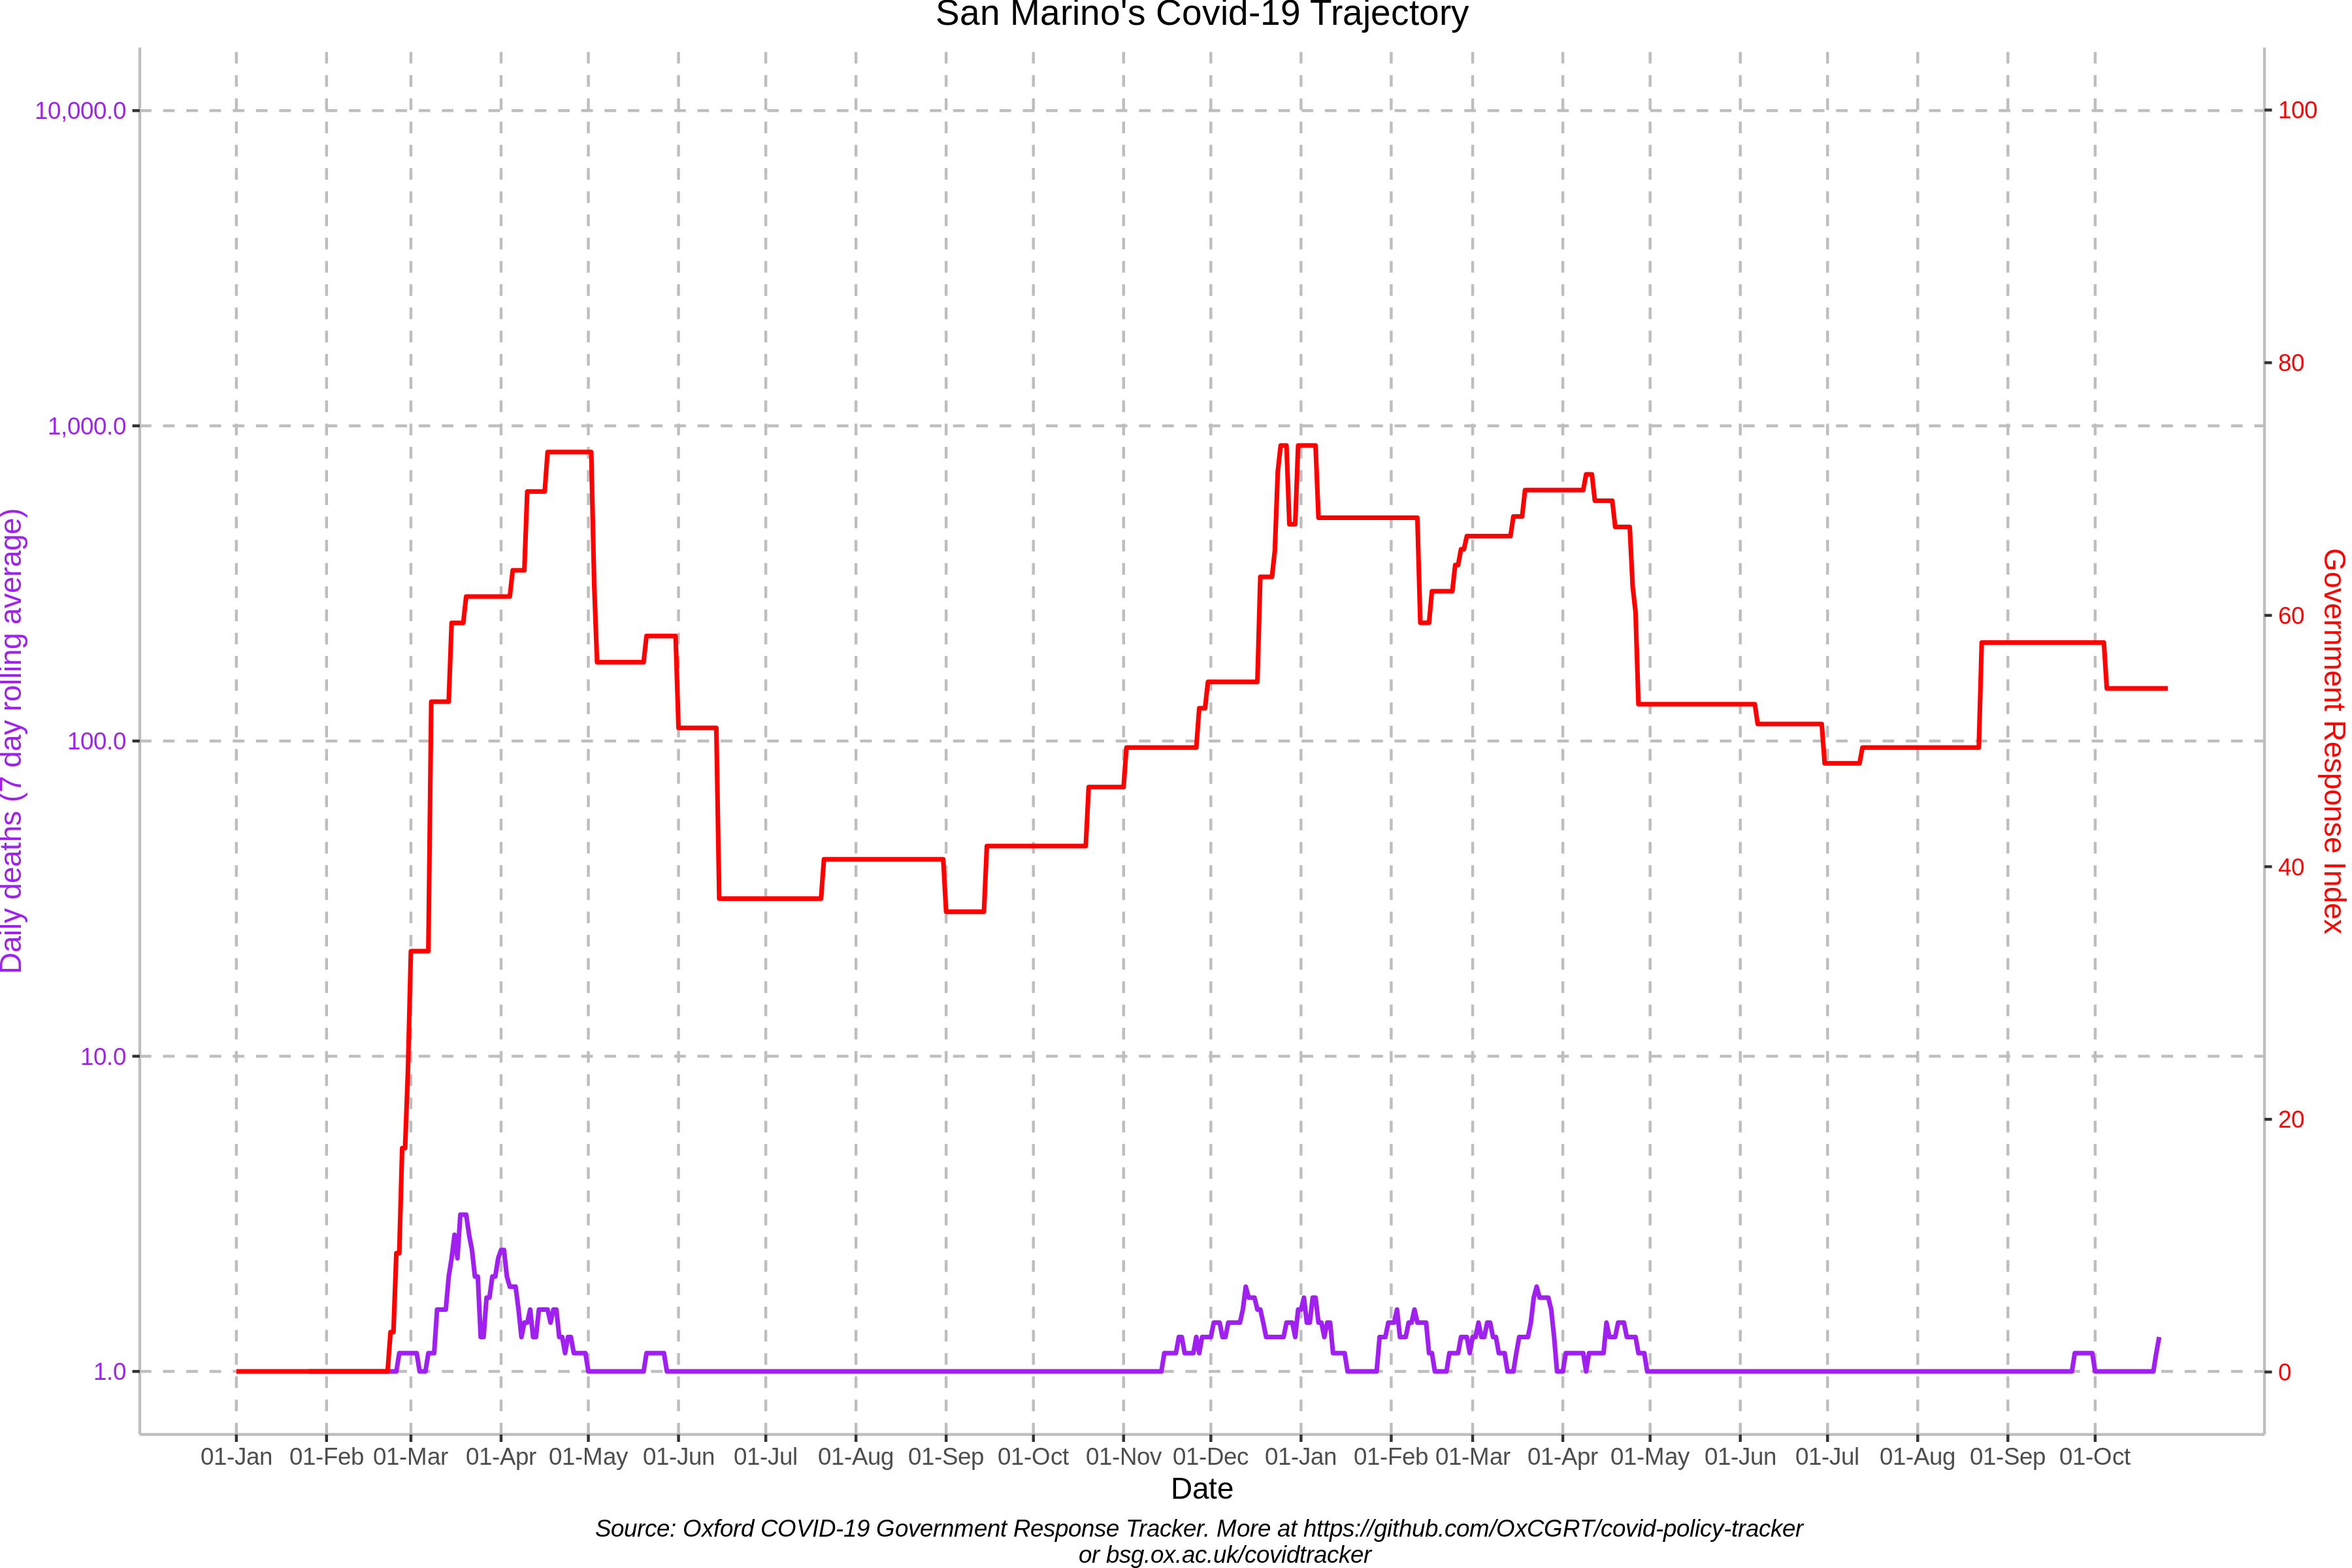 San Marino's Covid-19 Trajectory
10,000.0
1,000.0
100.0
10.0
1.0
Daily deaths (7 day rolling average)
100
80
60
40
20
0
Government Response Index
01-Jan 01-Feb 01-Mar 01-Apr 01-May 01-Jun 01-Jul 01-Aug 01-Sep 01-Oct 01-Nov 01-Dec 01-Jan 01-Feb 01-Mar 01-Apr 01-May 01-Jun 01-Jul 01-Aug 01-Sep 01-Oct
Date
Source: Oxford COVID-19 Government Response Tracker. More at https://github.com/OxCGRT/covid-policy-tracker
or bsg.ox.ac.uk/covidtracker